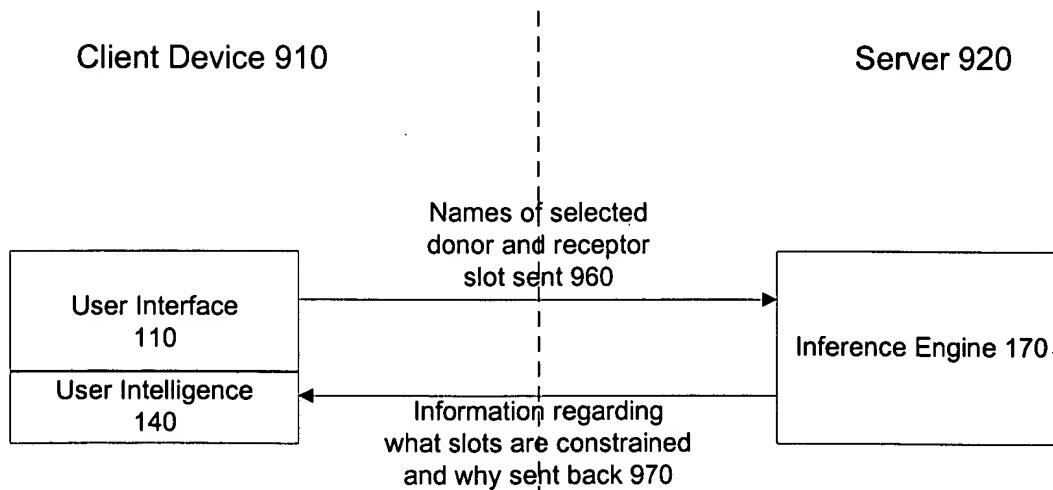 Client Device 910
Server 920
Names of selected
donor and receptor
slot sent 960
User Interface
110
Inference Engine 170
User Intelligence
140
Information regarding
what slots are constrained
and why sent back 970